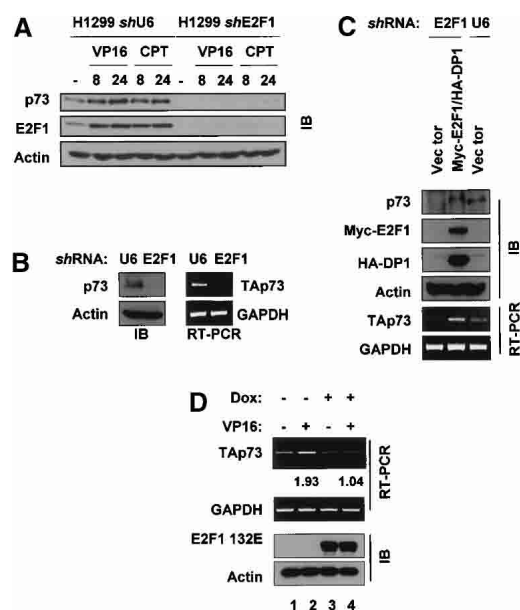 A
H1299 shU6 H1299 shE2F1
VP16 CPT VP16 CPT
- 8 24 8 24 - 8 24 8 24
p73
E2F1
Actin
IB
B
shRNA: U6 E2F1 U6 E2F1
p73 TAp73
Actin GAPDH
IB RT-PCR
C
shRNA: E2F1 U6
Vec tor
Myc-E2F1/HA-DP1
Vec tor
p73
Myc-E2F1
HA-DP1
Actin
IB
TAp73
GAPDH
RT-PCR
D
Dox: - - + +
VP16: - + - +
TAp73
1.93 1.04
GAPDH
RT-PCR
E2F1 132E
Actin
IB
1 2 3 4